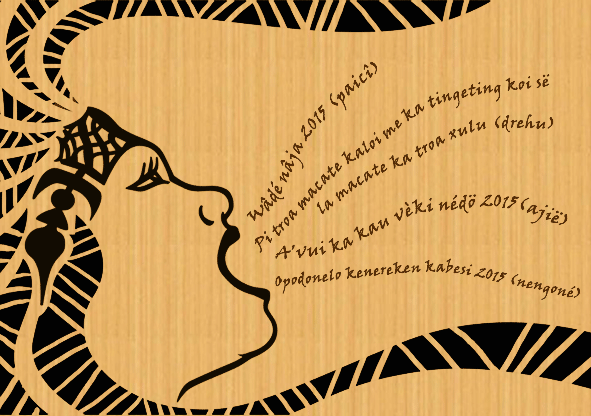 Wâdé nâja 2015 (paicî)
Pi troa macate kaloi me ka tingeting koi së
la macate ka troa xulu (drehu)
A'vui ka kau vèki nédö 2015 (ajië)
Opodonelo kenereken kabesi 2015 (nengoné)